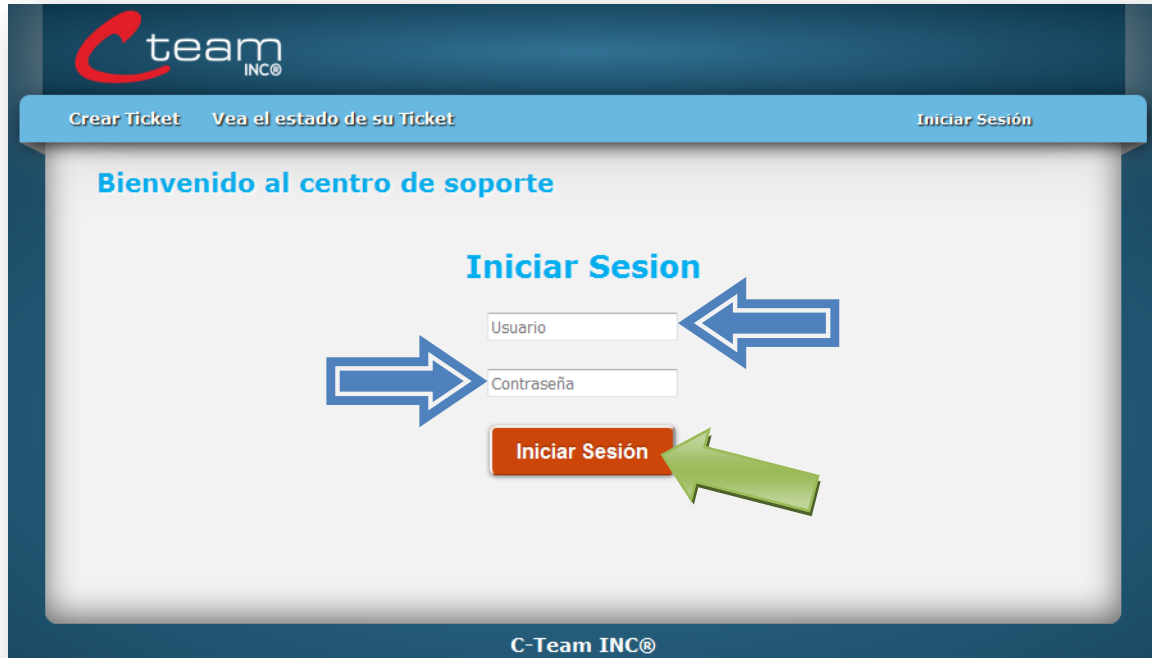 Cteam
INC®
Crear Ticket Vea el estado de su Ticket Iniciar Sesión
Bienvenido al centro de soporte
Iniciar Sesion
Usuario
Contraseña
Iniciar Sesión
C-Team INC®